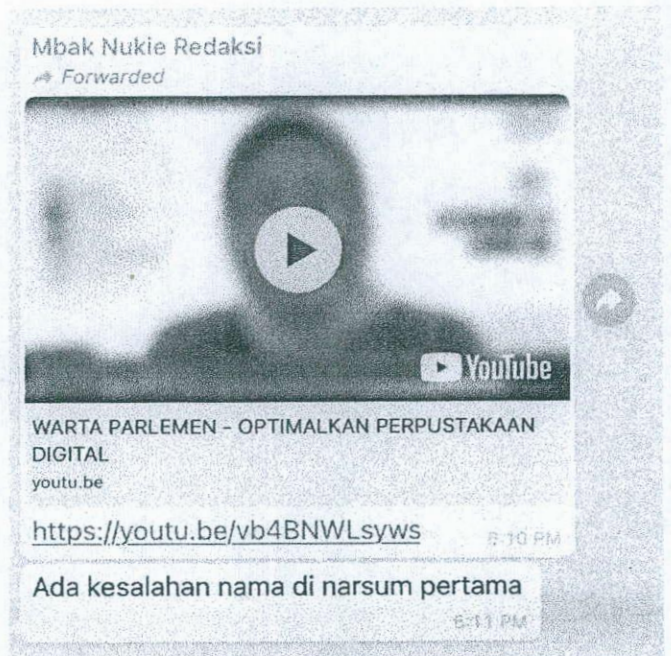 Mbak Nukie Redaksi
Forwarded
YouTube
WARTA PARLEMEN - OPTIMALKAN PERPUSTAKAAN
DIGITAL
youtu.be
https://youtu.be/vb4BNWLsyws
6:10 PM
Ada kesalahan nama di narsum pertama
6:11 PM